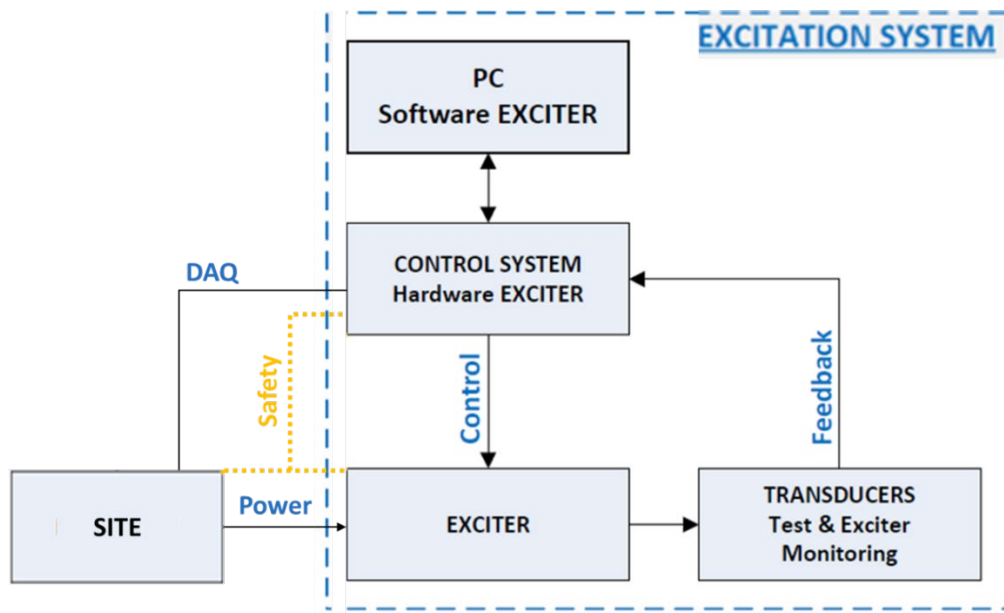 EXCITATION SYSTEM
PC
Software EXCITER
CONTROL SYSTEM
Hardware EXCITER
DAQ
Safety
Control
Feedback
SITE
Power
EXCITER
TRANSDUCERS
Test & Exciter
Monitoring